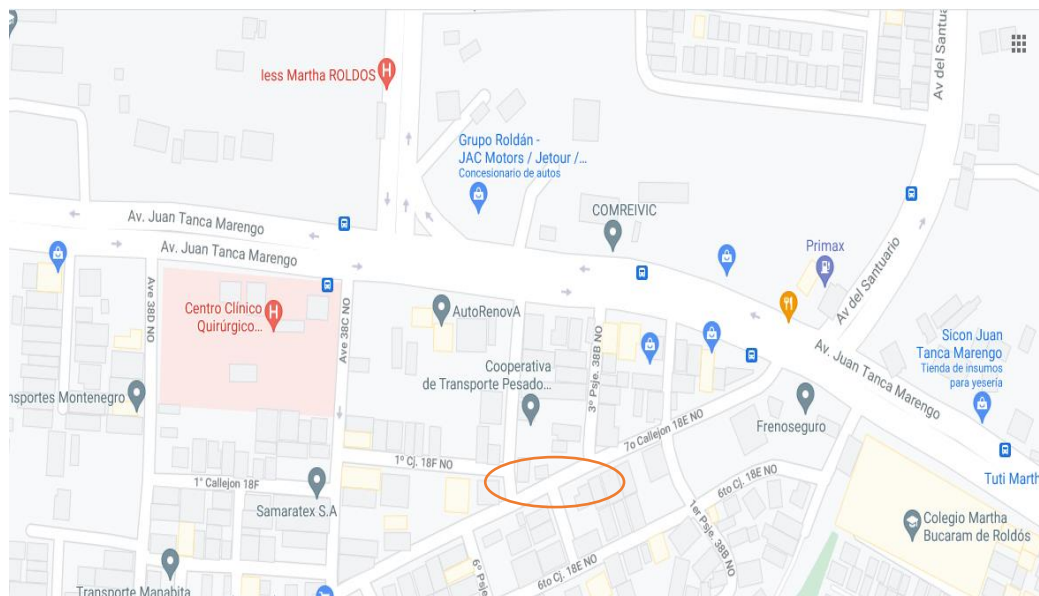 Iess Martha ROLDOS
Av del Santua
Grupo Roldán -
JAC Motors / Jetour /...
Concesionario de autos
Av. Juan Tanca Marengo
COMREIVIC
Av. Juan Tanca Marengo
Primax
Av del Santuario
Centro Clínico
Quirúrgico...
Ave 38D NO
Ave 38C NO
AutoRenovA
3° Psje. 38B NO
Sicon Juan
Tanca Marengo
Tienda de insumos
para yesería
Av. Juan Tanca Marengo
Cooperativa
de Transporte Pesado...
nsportes Montenegro
Frenoseguro
7o Callejon 18E NO
1° Cj. 18F NO
6to Cj. 18E NO
Tuti Marth
1° Callejon 18F
Samaratex S.A
1er Psje. 38B NO
Colegio Martha
Bucaram de Roldós
6° Psje
6to Cj. 18E NO
Transporte Manabita